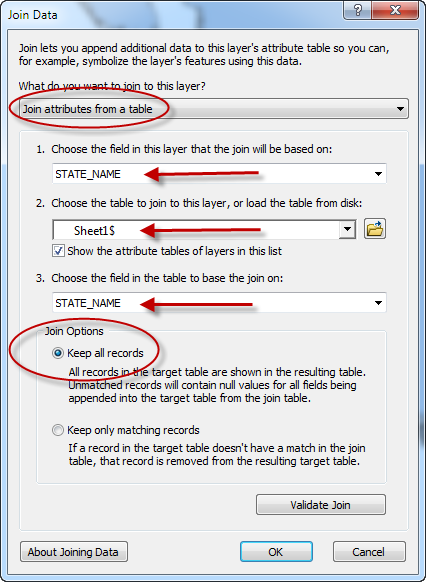 Join Data
Join lets you append additional data to this layer's attribute table so you can,
for example, symbolize the layer's features using this data.
What do you want to join to this layer?
Join attributes from a table
1. Choose the field in this layer that the join will be based on:
STATE_NAME
2. Choose the table to join to this layer, or load the table from disk:
Sheet1$
Show the attribute tables of layers in this list
3. Choose the field in the table to base the join on:
STATE_NAME
Join Options
Keep all records
All records in the target table are shown in the resulting table.
Unmatched records will contain null values for all fields being
appended into the target table from the join table.
Keep only matching records
If a record in the target table doesn't have a match in the join
table, that record is removed from the resulting target table.
Validate Join
About Joining Data
OK
Cancel